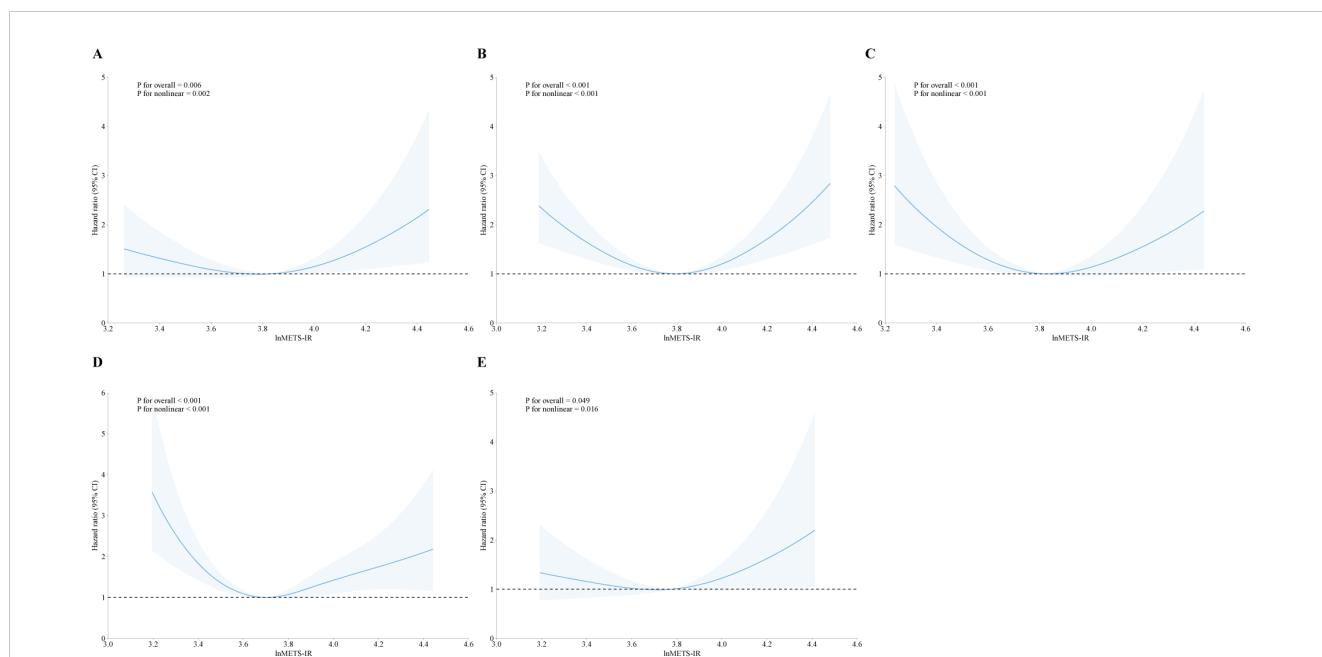 A
P for overall = 0.006
P for nonlinear = 0.002
5
4
3
2
1
0
Hazard ratio (95% CI)
3.2 3.4 3.6 3.8 4.0 4.2 4.4 4.6
lnMETS-IR
B
P for overall < 0.001
P for nonlinear < 0.001
5
4
3
2
1
0
Hazard ratio (95% CI)
3.0 3.2 3.4 3.6 3.8 4.0 4.2 4.4 4.6
lnMETS-IR
C
P for overall < 0.001
P for nonlinear < 0.001
5
4
3
2
1
0
Hazard ratio (95% CI)
3.2 3.4 3.6 3.8 4.0 4.2 4.4 4.6
lnMETS-IR
D
P for overall < 0.001
P for nonlinear < 0.001
6
5
4
3
2
1
0
Hazard ratio (95% CI)
3.0 3.2 3.4 3.6 3.8 4.0 4.2 4.4 4.6
lnMETS-IR
E
P for overall = 0.049
P for nonlinear = 0.016
5
4
3
2
1
0
Hazard ratio (95% CI)
3.0 3.2 3.4 3.6 3.8 4.0 4.2 4.4 4.6
lnMETS-IR